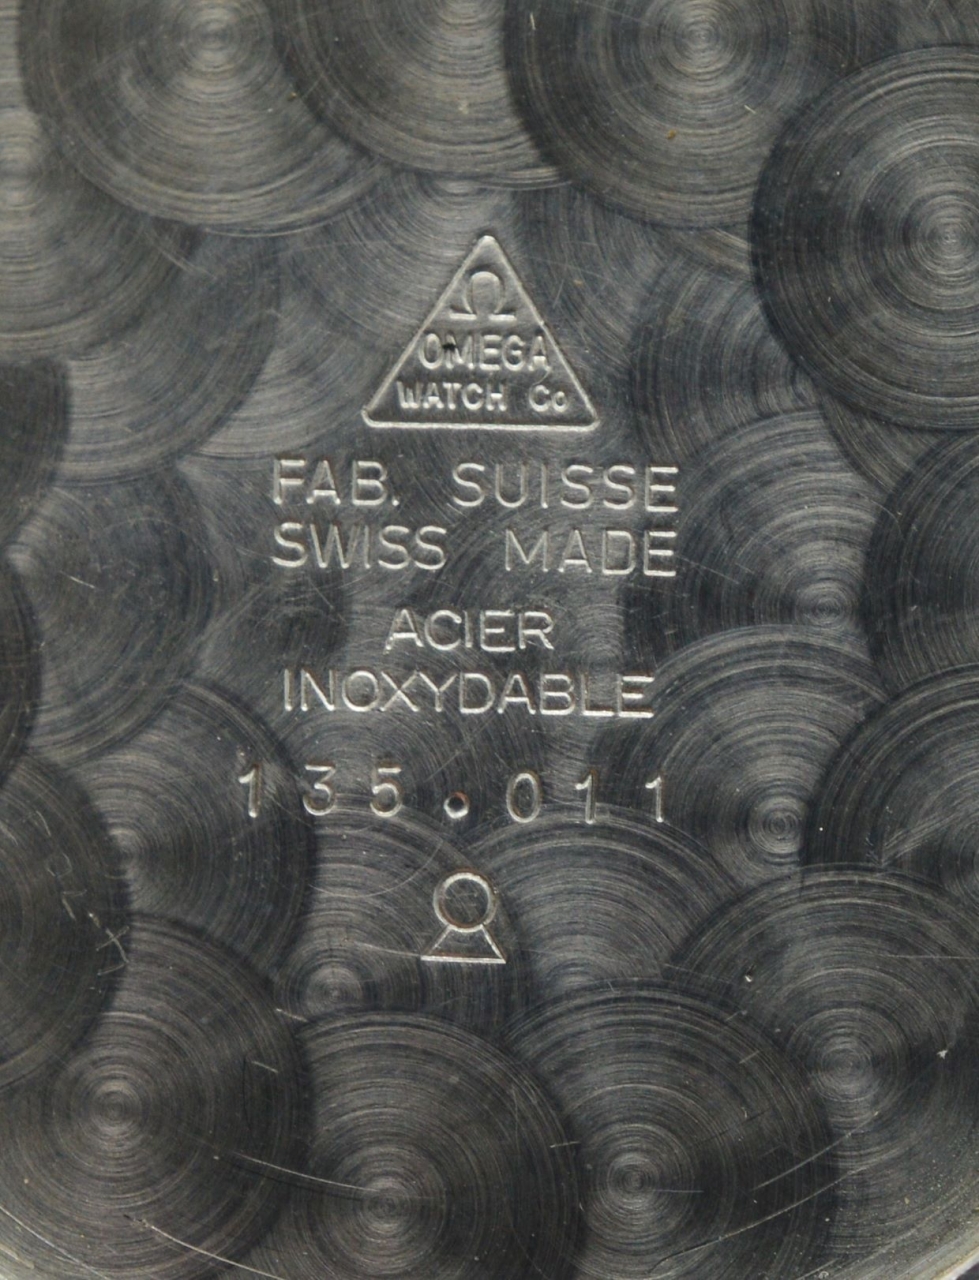 Ω
OMEGA
WATCH Co
FAB. SUISSE
SWISS MADE
ACIER
INOXYDABLE
135.011